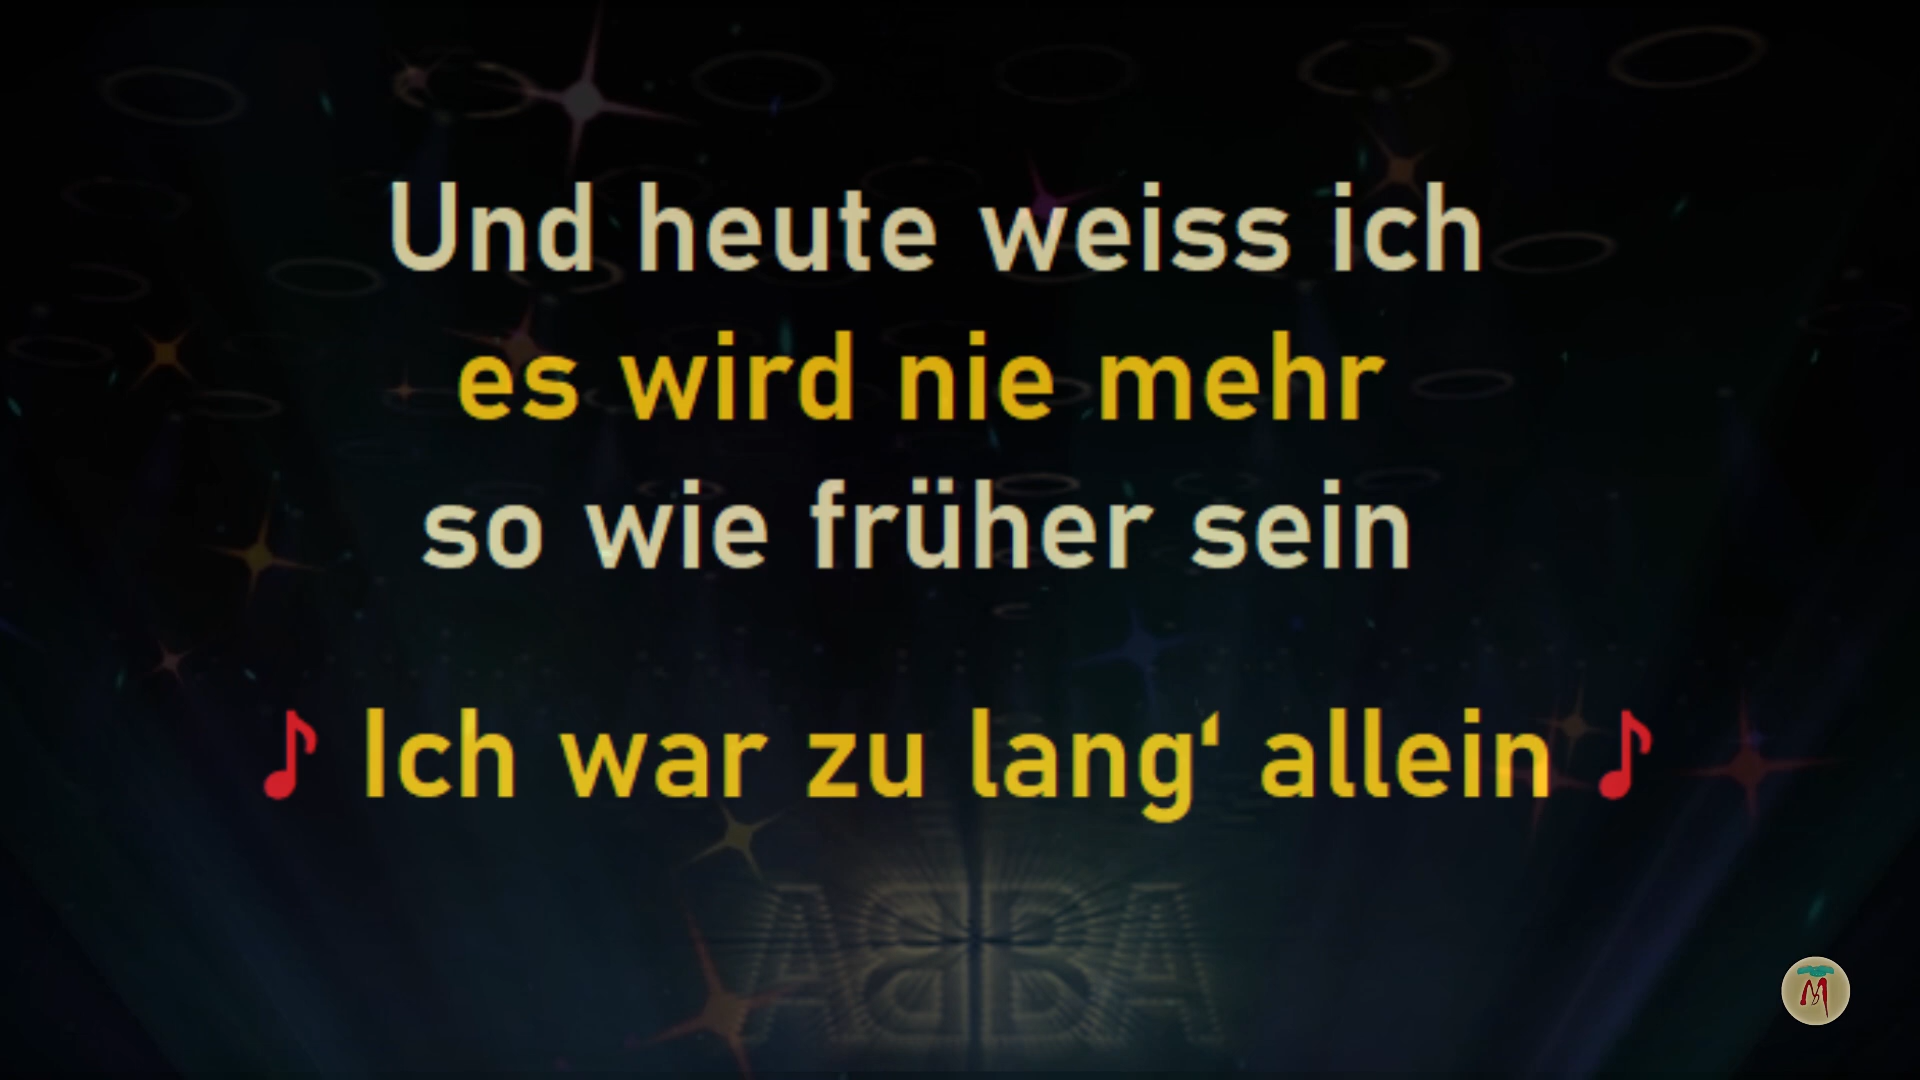 Und heute weiss ich
es wird nie mehr
so wie früher sein
♪ Ich war zu lang‛ allein ♪
ABBA
M